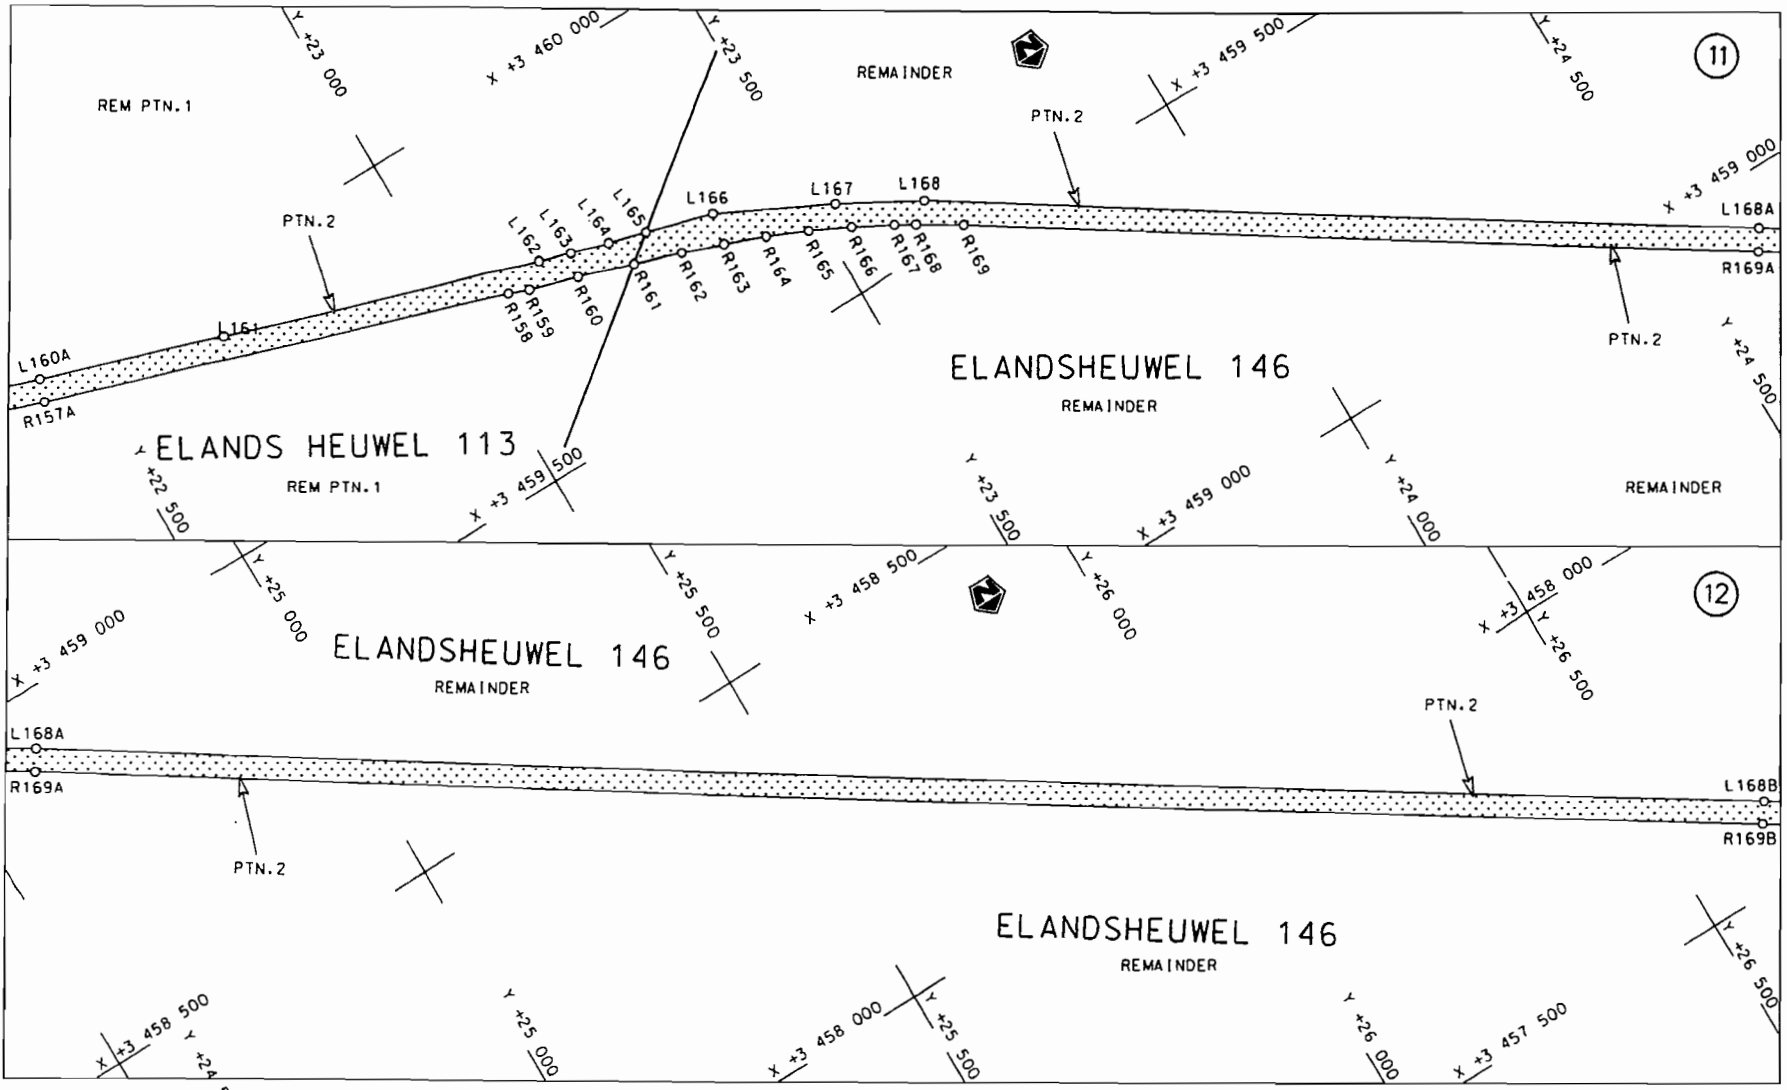 Y +23 000
X +3 460 000
Y +23 500
X +3 459 500
Y +24 500
11
REM PTN.1
REMAINDER
PTN.2
X +3 459 000
PTN.2
L162
L163
L164
L165
L166
L167
L168
L168A
L160A
L161
R157A
R158
R159
R160
R161
R162
R163
R164
R165
R166
R167
R168
R169
R169A
PTN.2
Y +24 500
ELANDSHEUWEL 146
REMAINDER
ELANDS HEUWEL 113
REM PTN.1
Y +22 500
X +3 459 500
Y +23 500
X +3 459 000
Y +24 000
REMAINDER
Y +25 000
Y +25 500
X +3 458 500
N
Y +26 000
X +3 458 000
Y +26 500
12
X +3 459 000
ELANDSHEUWEL 146
REMAINDER
PTN.2
L168A
R169A
L168B
R169B
PTN.2
ELANDSHEUWEL 146
REMAINDER
Y +26 500
X +3 458 500
Y +25 000
X +3 458 000
Y +25 500
Y +26 000
X +3 457 500